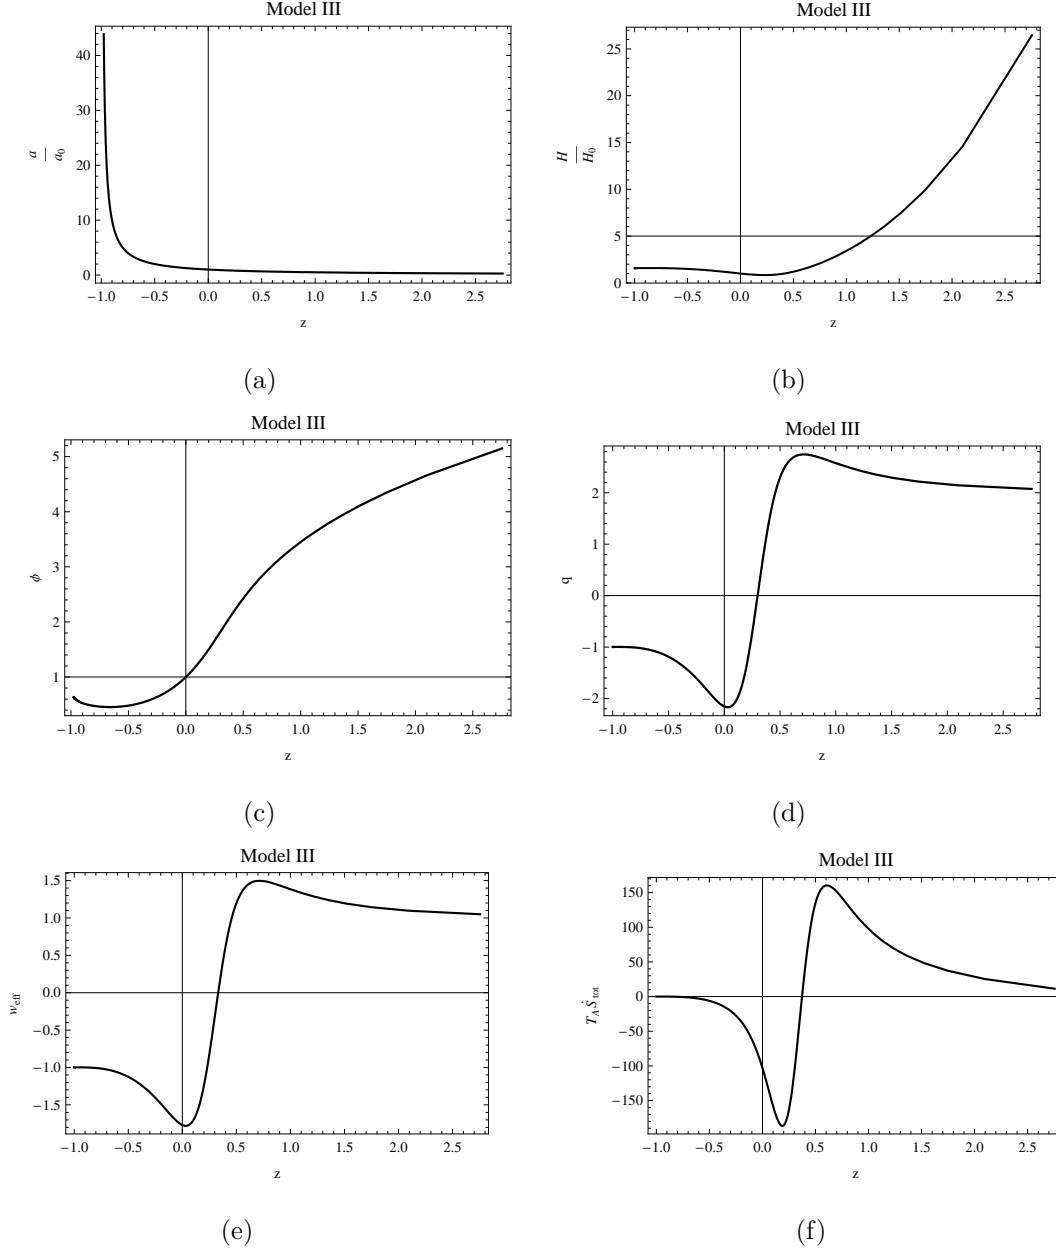 Model III
40
30
20
10
0
a
a0
−1.0 −0.5 0.0 0.5 1.0 1.5 2.0 2.5
z
(a)
Model III
25
20
15
10
5
0
H
H0
−1.0 −0.5 0.0 0.5 1.0 1.5 2.0 2.5
z
(b)
Model III
5
4
3
2
1
ϕ
−1.0 −0.5 0.0 0.5 1.0 1.5 2.0 2.5
z
(c)
Model III
2
1
0
−1
−2
q
−1.0 −0.5 0.0 0.5 1.0 1.5 2.0 2.5
z
(d)
Model III
1.5
1.0
0.5
0.0
−0.5
−1.0
−1.5
weff
−1.0 −0.5 0.0 0.5 1.0 1.5 2.0 2.5
z
(e)
Model III
150
100
50
0
−50
−100
−150
TA Ṡtot
−1.0 −0.5 0.0 0.5 1.0 1.5 2.0 2.5
z
(f)